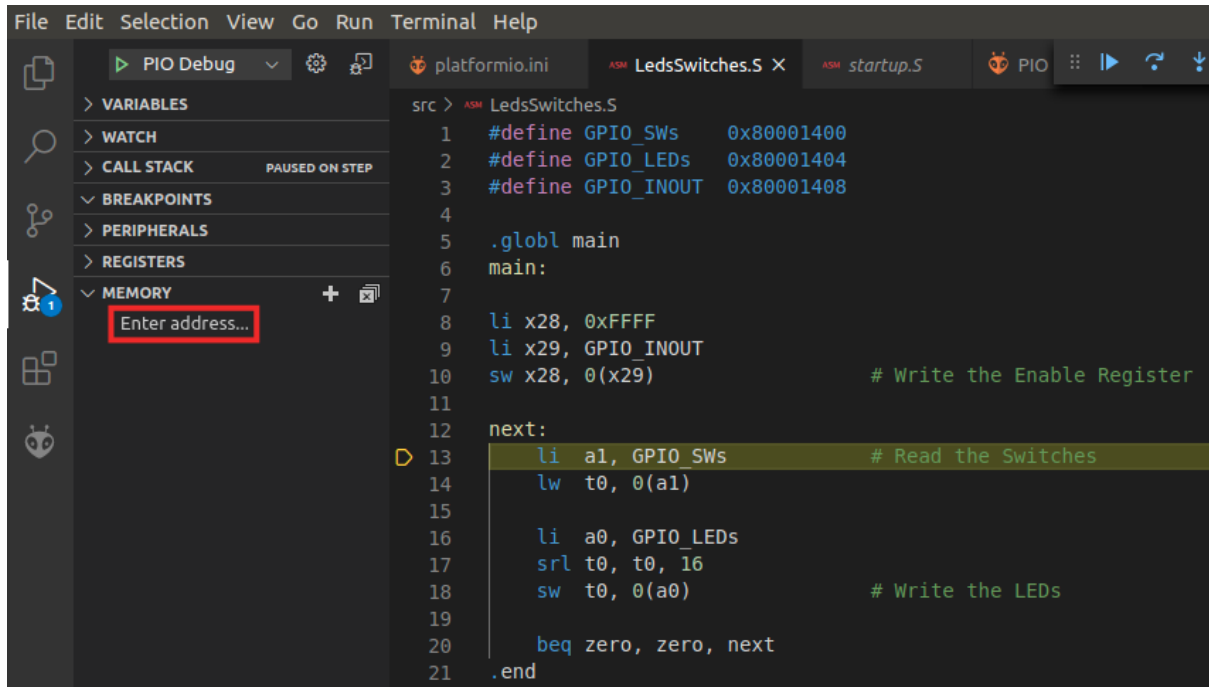 File Edit Selection View Go Run Terminal Help
PIO Debug
platformio.ini
ASM LedsSwitches.S
ASM startup.S
PIO
VARIABLES
WATCH
CALL STACK PAUSED ON STEP
BREAKPOINTS
PERIPHERALS
REGISTERS
MEMORY
Enter address...
1
src > ASM LedsSwitches.S
1 #define GPIO_SWs 0x80001400
2 #define GPIO_LEDs 0x80001404
3 #define GPIO_INOUT 0x80001408
4
5 .globl main
6 main:
7
8 li x28, 0xFFFF
9 li x29, GPIO_INOUT
10 sw x28, 0(x29) # Write the Enable Register
11
12 next:
13 li a1, GPIO_SWs # Read the Switches
14 lw t0, 0(a1)
15
16 li a0, GPIO_LEDs
17 srl t0, t0, 16
18 sw t0, 0(a0) # Write the LEDs
19
20 beq zero, zero, next
21 .end